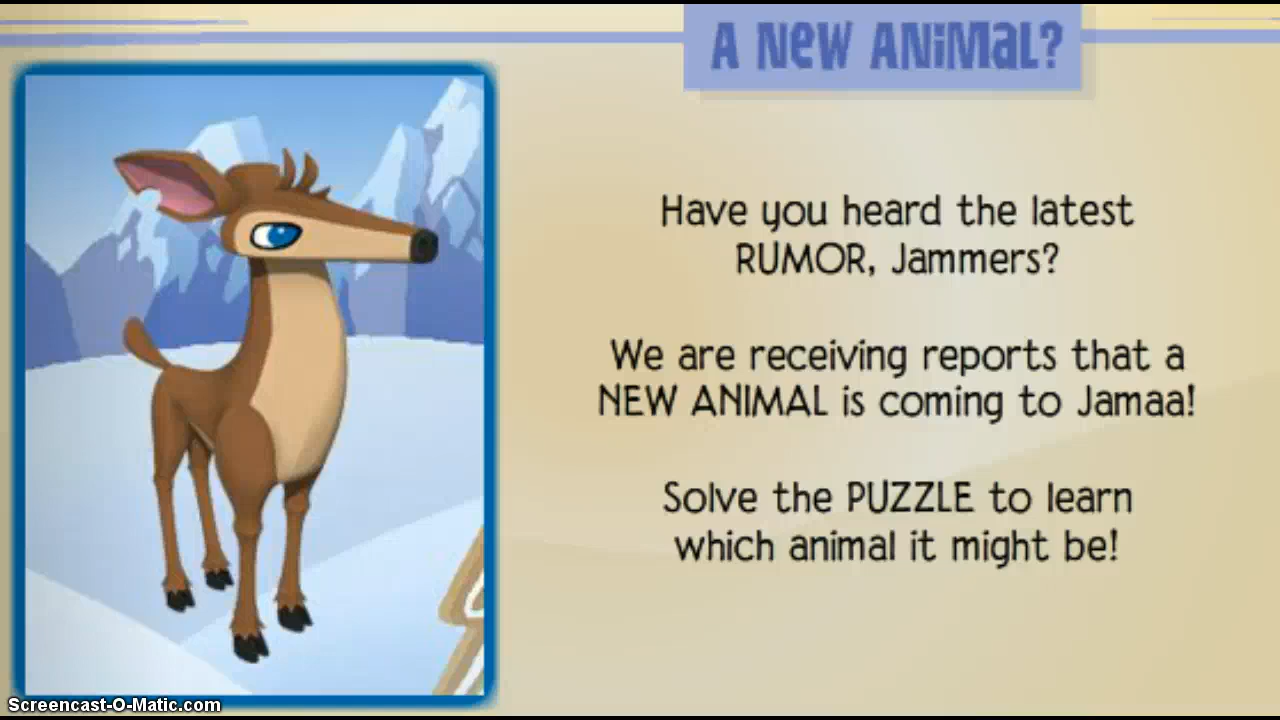 A NEW ANIMAL?
Have you heard the latest
RUMOR, Jammers?
We are receiving reports that a
NEW ANIMAL is coming to Jamaa!
Solve the PUZZLE to learn
which animal it might be!
Screencast-O-Matic.com